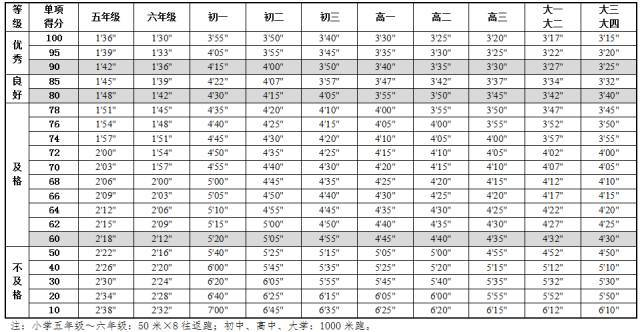 等级 单项得分 五年级 六年级 初一 初二 初三 高一 高二 高三 大一大二 大三大四
优秀 100 1'36" 1'30" 3'55" 3'50" 3'40" 3'30" 3'25" 3'20" 3'17" 3'15"
95 1'39" 1'33" 4'05" 3'55" 3'45" 3'35" 3'30" 3'25" 3'22" 3'20"
90 1'42" 1'36" 4'15" 4'00" 3'50" 3'40" 3'35" 3'30" 3'27" 3'25"
良好 85 1'45" 1'39" 4'22" 4'07" 3'57" 3'47" 3'42" 3'37" 3'34" 3'32"
80 1'48" 1'42" 4'30" 4'15" 4'05" 3'55" 3'50" 3'45" 3'42" 3'40"
及格 78 1'51" 1'45" 4'35" 4'20" 4'10" 4'00" 3'55" 3'50" 3'47" 3'45"
76 1'54" 1'48" 4'40" 4'25" 4'15" 4'05" 4'00" 3'55" 3'52" 3'50"
74 1'57" 1'51" 4'45" 4'30" 4'20" 4'10" 4'05" 4'00" 3'57" 3'55"
72 2'00" 1'54" 4'50" 4'35" 4'25" 4'15" 4'10" 4'05" 4'02" 4'00"
70 2'03" 1'57" 4'55" 4'40" 4'30" 4'20" 4'15" 4'10" 4'07" 4'05"
68 2'06" 2'00" 5'00" 4'45" 4'35" 4'25" 4'20" 4'15" 4'12" 4'10"
66 2'09" 2'03" 5'05" 4'50" 4'40" 4'30" 4'25" 4'20" 4'17" 4'15"
64 2'12" 2'06" 5'10" 4'55" 4'45" 4'35" 4'30" 4'25" 4'22" 4'20"
62 2'15" 2'09" 5'15" 5'00" 4'50" 4'40" 4'35" 4'30" 4'27" 4'25"
60 2'18" 2'12" 5'20" 5'05" 4'55" 4'45" 4'40" 4'35" 4'32" 4'30"
不及格 50 2'22" 2'16" 5'40" 5'25" 5'15" 5'05" 5'00" 4'55" 4'52" 4'50"
40 2'26" 2'20" 6'00" 5'45" 5'35" 5'25" 5'20" 5'15" 5'12" 5'10"
30 2'30" 2'24" 6'20" 6'05" 5'55" 5'45" 5'40" 5'35" 5'32" 5'30"
20 2'34" 2'28" 6'40" 6'25" 6'15" 6'05" 6'00" 5'55" 5'52" 5'50"
10 2'38" 2'32" 7'00" 6'45" 6'35" 6'25" 6'20" 6'15" 6'12" 6'10"
注：小学五年级～六年级：50米×8往返跑；初中、高中、大学：1000米跑。